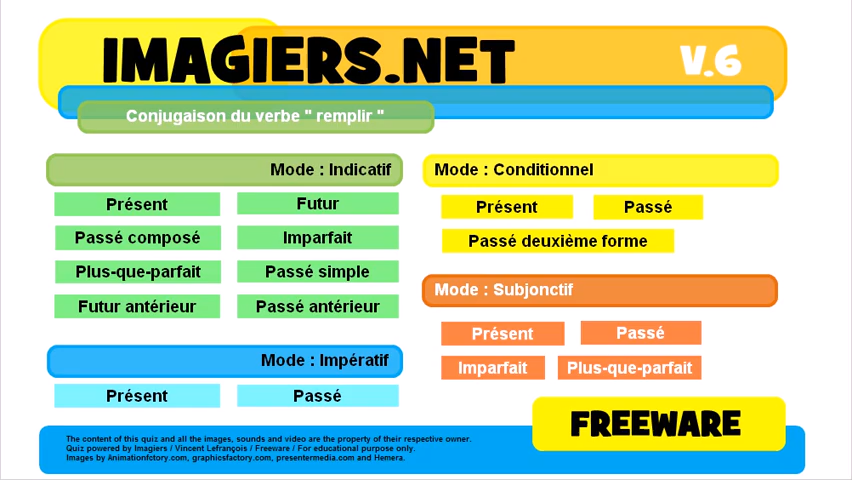 IMAGIERS.NET
V.6
Conjugaison du verbe " remplir "
Mode : Indicatif
Présent
Futur
Passé composé
Imparfait
Plus-que-parfait
Passé simple
Futur antérieur
Passé antérieur
Mode : Impératif
Présent
Passé
Mode : Conditionnel
Présent
Passé
Passé deuxième forme
Mode : Subjonctif
Présent
Passé
Imparfait
Plus-que-parfait
FREEWARE
The content of this quiz and all the images, sounds and video are the property of their respective owner.
Quiz powered by Imagiers / Vincent Lefrançois / Freeware / For educational purpose only.
Images by Animationfctory.com, graphicsfactory.com, presentermedia.com and Hemera.